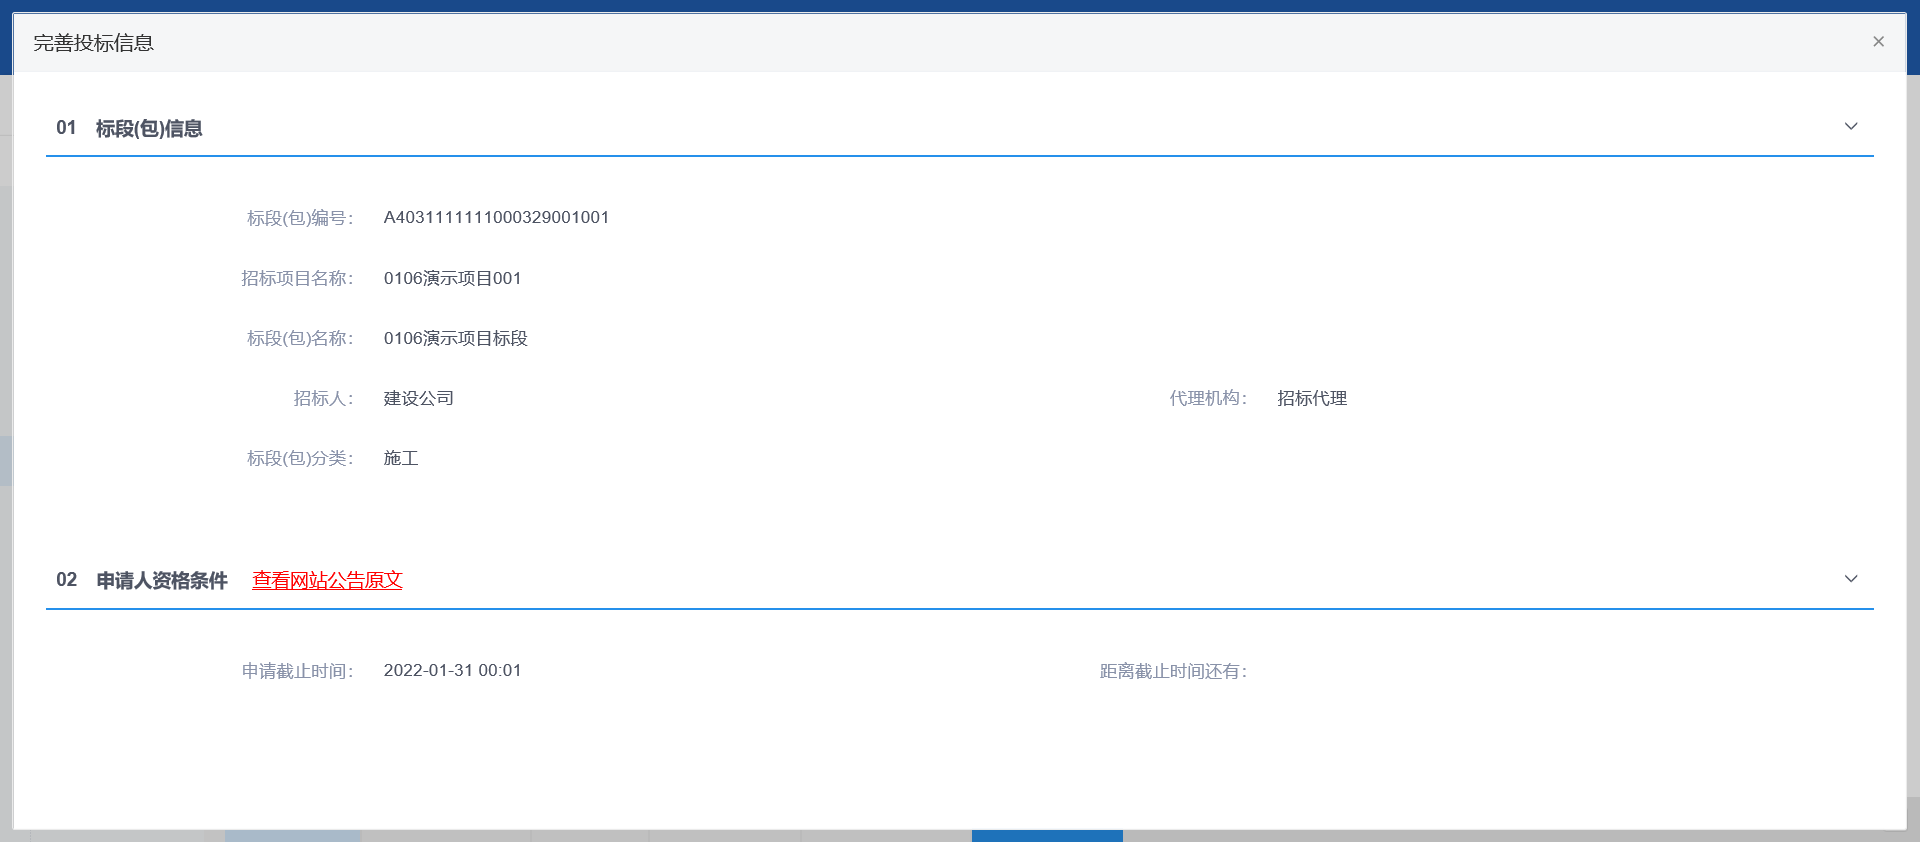 完善投标信息
01 标段(包)信息
标段(包)编号： A4031111111000329001001
招标项目名称： 0106演示项目001
标段(包)名称： 0106演示项目标段
招标人： 建设公司 代理机构： 招标代理
标段(包)分类： 施工
02 申请人资格条件 查看网站公告原文
申请截止时间： 2022-01-31 00:01 距离截止时间还有：